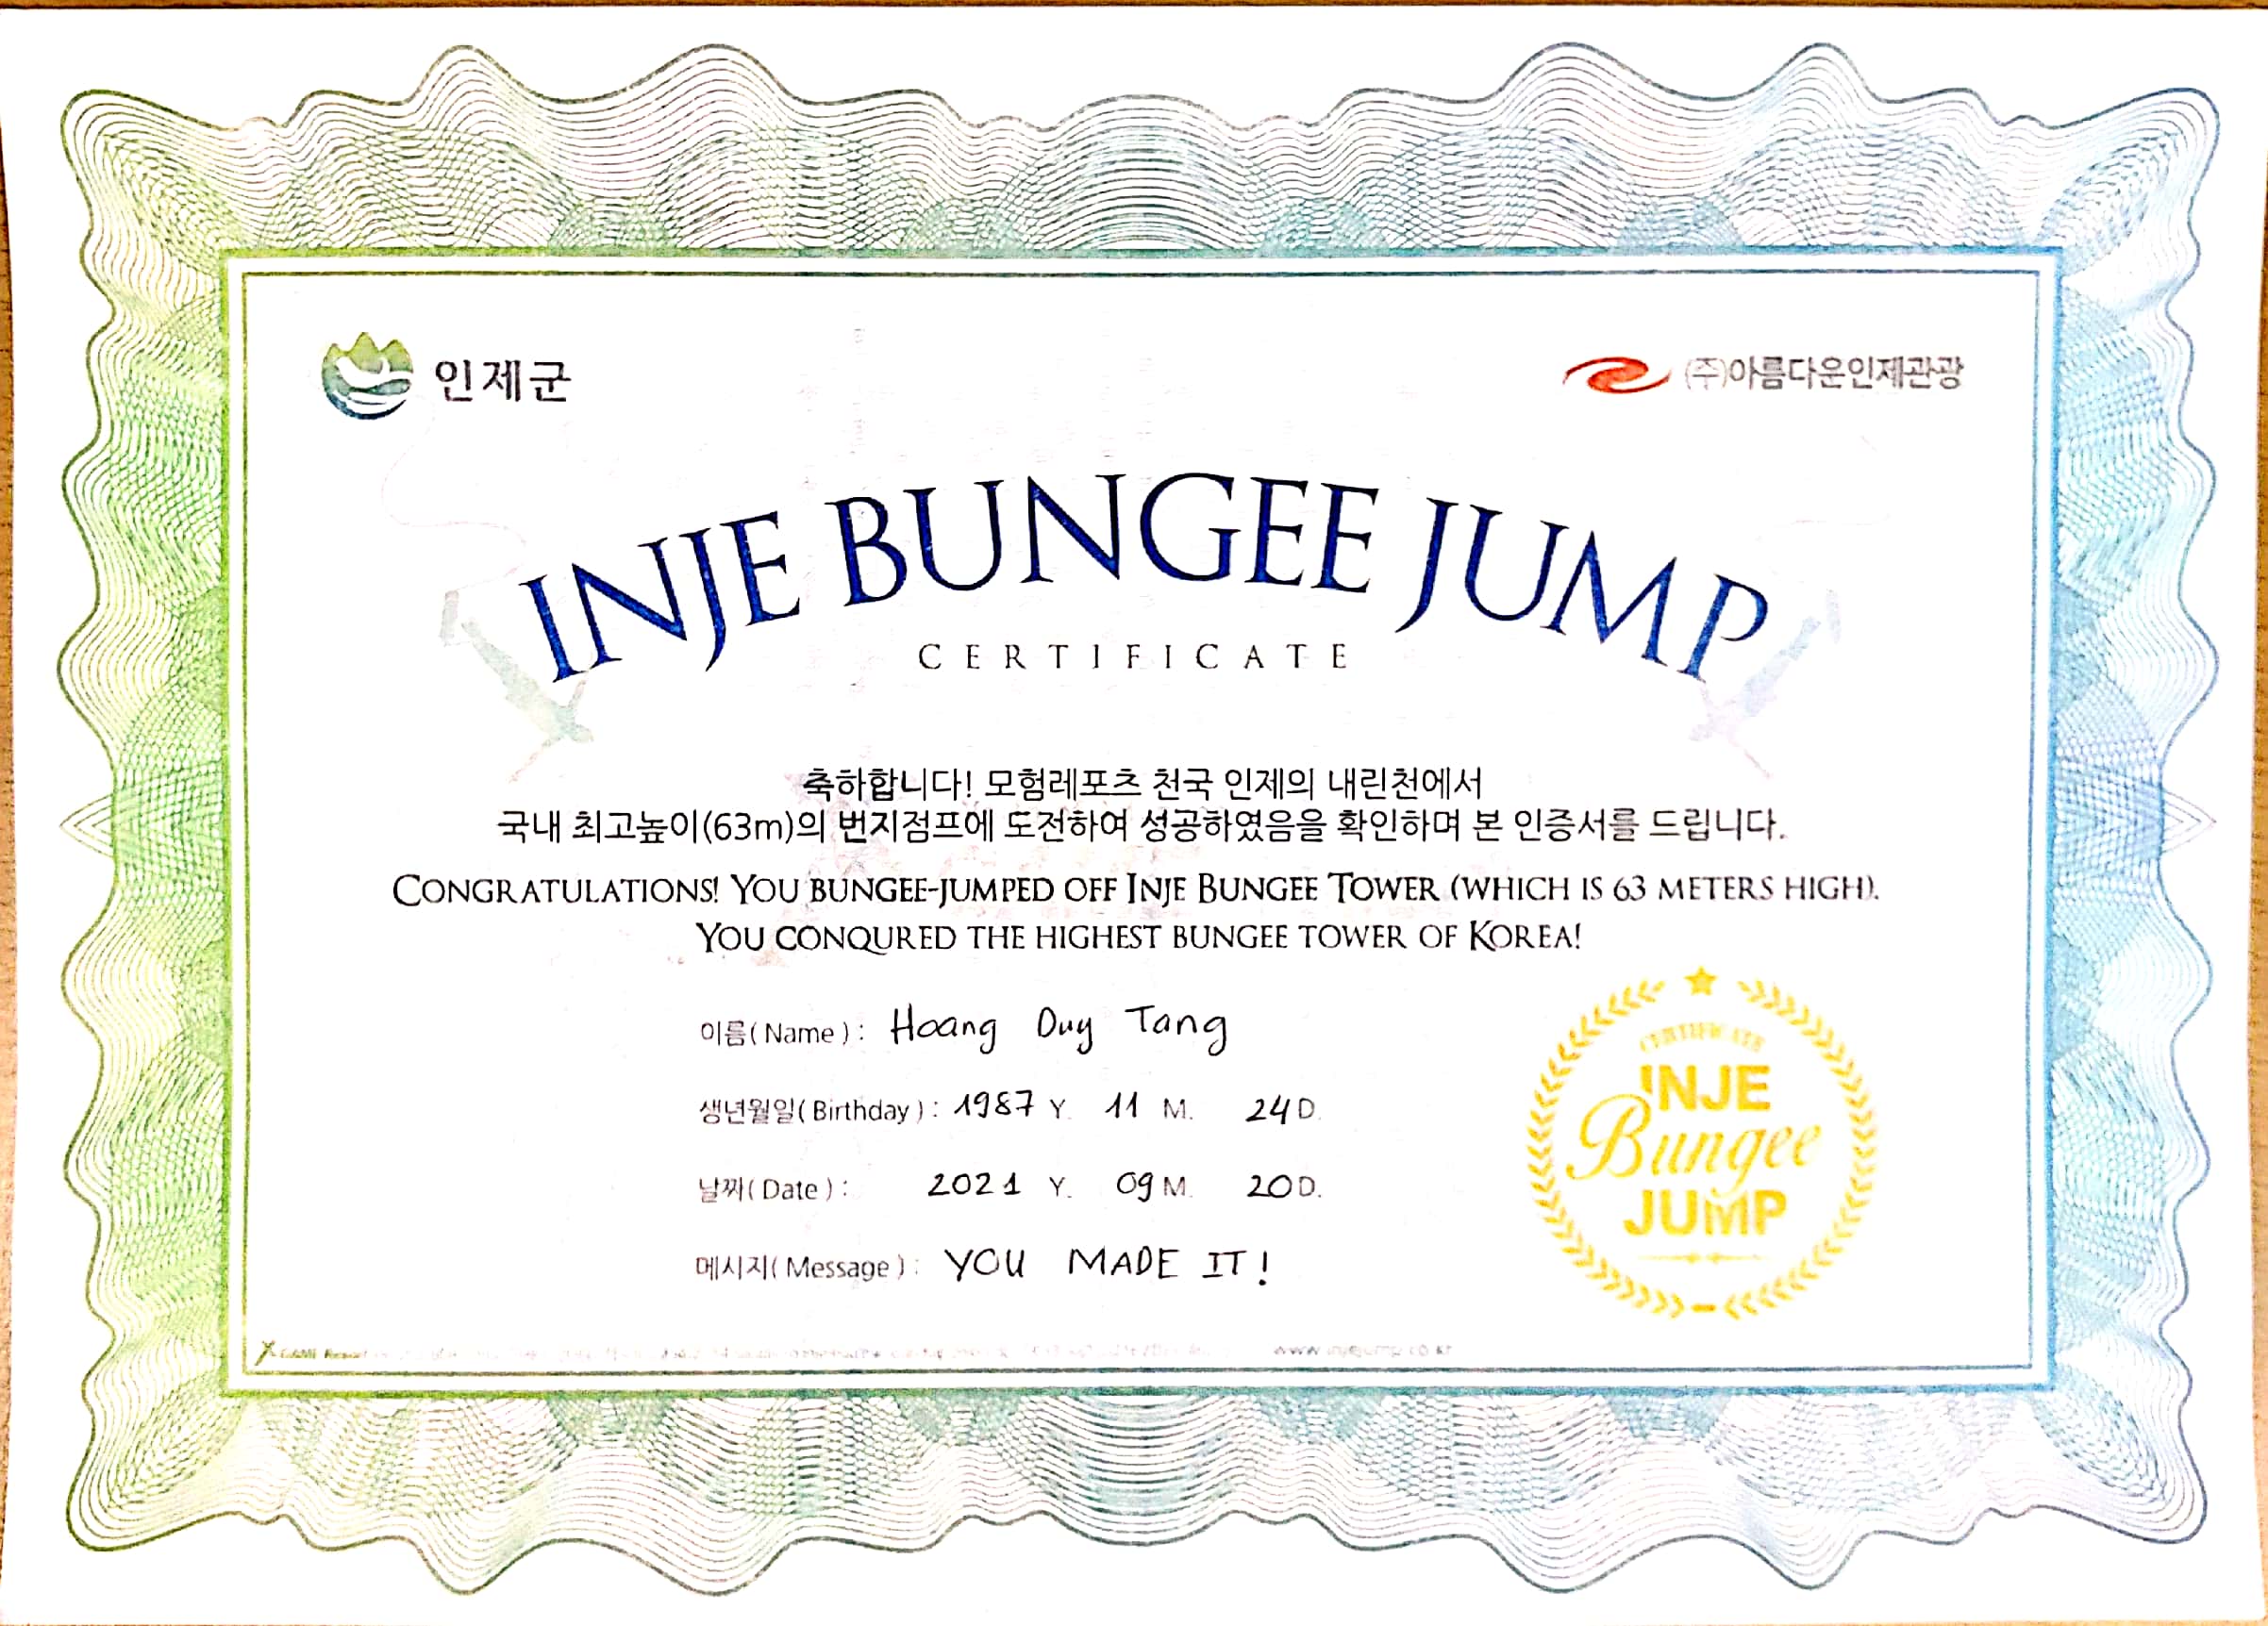 인제군
(주)아름다운인제관광
INJE BUNGEE JUMP
CERTIFICATE
축하합니다! 모험레포츠 천국 인제의 내린천에서
국내 최고높이(63m)의 번지점프에 도전하여 성공하였음을 확인하며 본 인증서를 드립니다.
CONGRATULATIONS! YOU BUNGEE-JUMPED OFF INJE BUNGEE TOWER (WHICH IS 63 METERS HIGH).
YOU CONQURED THE HIGHEST BUNGEE TOWER OF KOREA!
이름(Name): Hoang Duy Tang
생년월일(Birthday): 1987 Y. 11 M. 24 D.
날짜(Date): 2021 Y. 09 M. 20 D.
메시지(Message): YOU MADE IT!
CERTIFICATE
INJE
Bungee
JUMP
www.injejump.co.kr